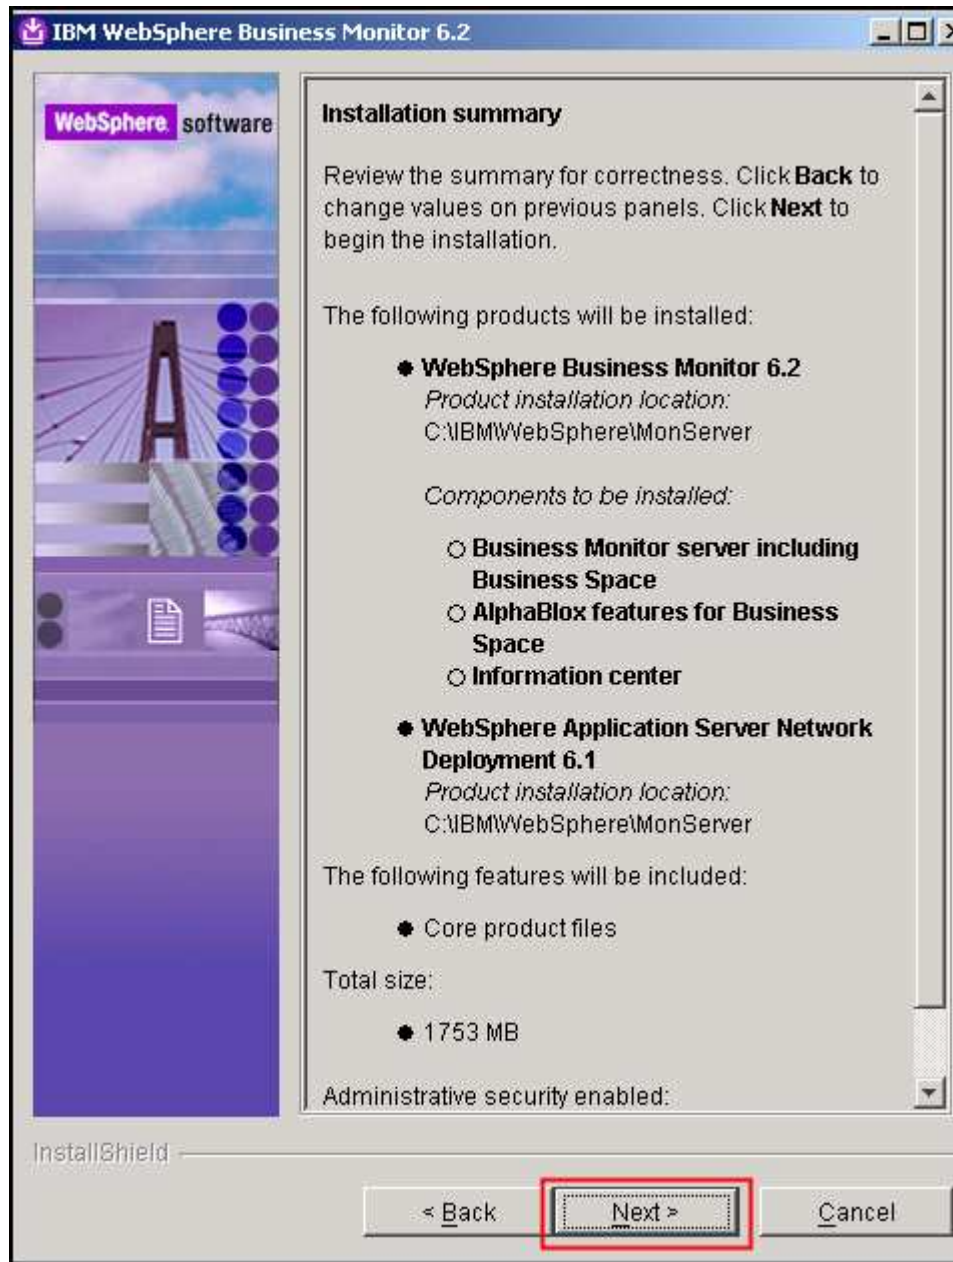 IBM WebSphere Business Monitor 6.2
WebSphere software
Installation summary
Review the summary for correctness. Click Back to
change values on previous panels. Click Next to
begin the installation.
The following products will be installed:
WebSphere Business Monitor 6.2
Product installation location:
C:\IBM\WebSphere\MonServer
Components to be installed:
Business Monitor server including
Business Space
AlphaBlox features for Business
Space
Information center
WebSphere Application Server Network
Deployment 6.1
Product installation location:
C:\IBM\WebSphere\MonServer
The following features will be included:
Core product files
Total size:
1753 MB
Administrative security enabled:
InstallShield
< Back
Next >
Cancel